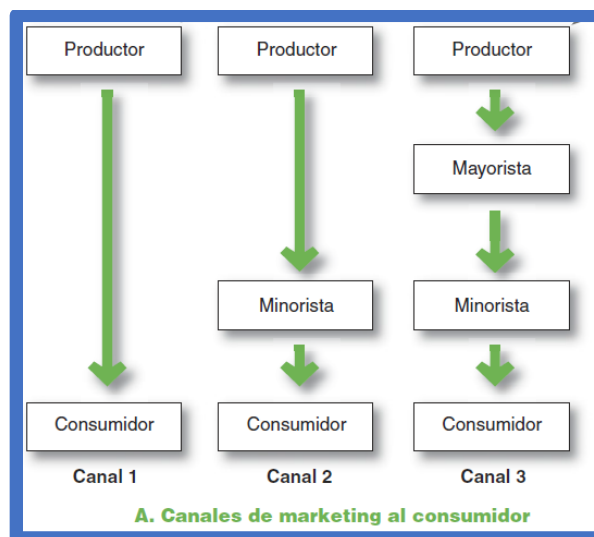 Productor
Productor
Productor
Mayorista
Minorista
Minorista
Consumidor
Consumidor
Consumidor
Canal 1
Canal 2
Canal 3
A. Canales de marketing al consumidor